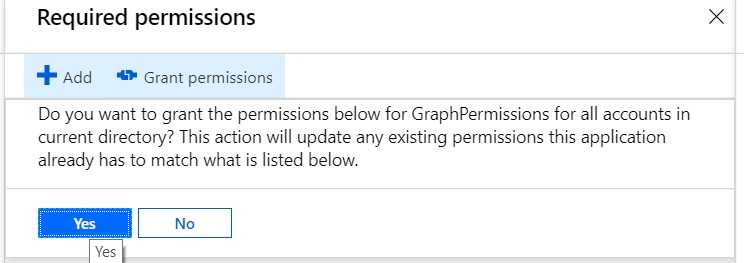 Required permissions
Add Grant permissions
Do you want to grant the permissions below for GraphPermissions for all accounts in
current directory? This action will update any existing permissions this application
already has to match what is listed below.
Yes No
Yes